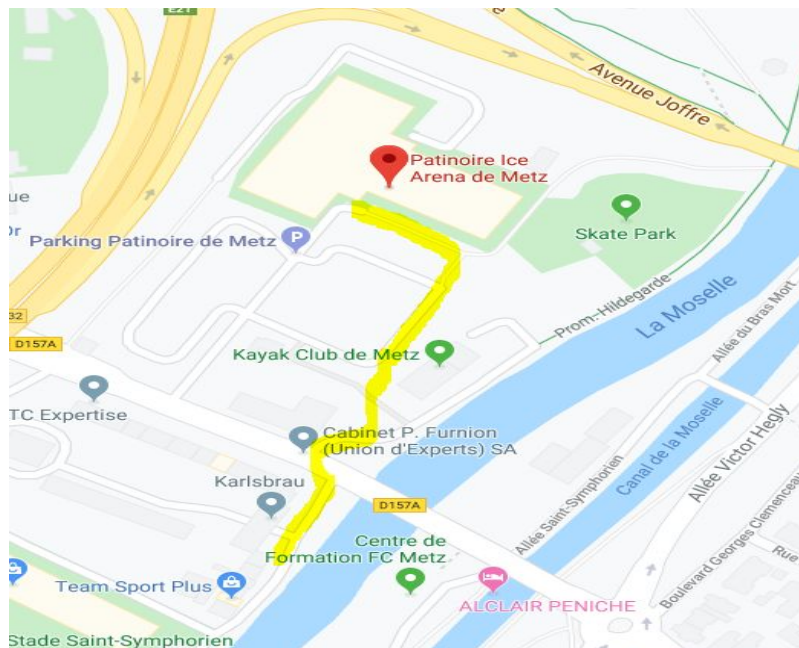 E21
Avenue Joffre
Patinoire Ice
Arena de Metz
ue
Or
Parking Patinoire de Metz
P
Skate Park
32
D157A
Prom. Hildegarde
La Moselle
Allée du Bras Mort
Kayak Club de Metz
TC Expertise
Cabinet P. Furnion
(Union d'Experts) SA
Karlsbrau
D157A
Canal de la Moselle
Allée Victor Hegly
Allée Saint-Symphorien
Centre de
Formation FC Metz
Boulevard Georges Clemenceau
Rue
Team Sport Plus
ALCLAIR PENICHE
Stade Saint-Symphorien